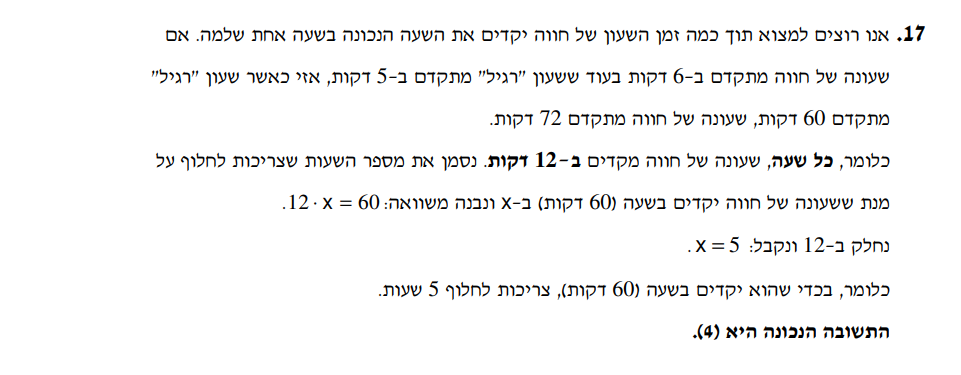 17. אנו רוצים למצוא תוך כמה זמן השעון של חווה יקדים את השעה הנכונה בשעה אחת שלמה. אם
שעונה של חווה מתקדם ב-6 דקות בעוד ששעון "רגיל" מתקדם ב-5 דקות, אזי כאשר שעון "רגיל"
מתקדם 60 דקות, שעונה של חווה מתקדם 72 דקות.
כלומר, כל שעה, שעונה של חווה מקדים ב-12 דקות. נסמן את מספר השעות שצריכות לחלוף על
מנת ששעונה של חווה יקדים בשעה (60 דקות) ב-x ונבנה משוואה: 12 · x = 60.
נחלק ב-12 ונקבל: x = 5.
כלומר, בכדי שהוא יקדים בשעה (60 דקות), צריכות לחלוף 5 שעות.
התשובה הנכונה היא (4).